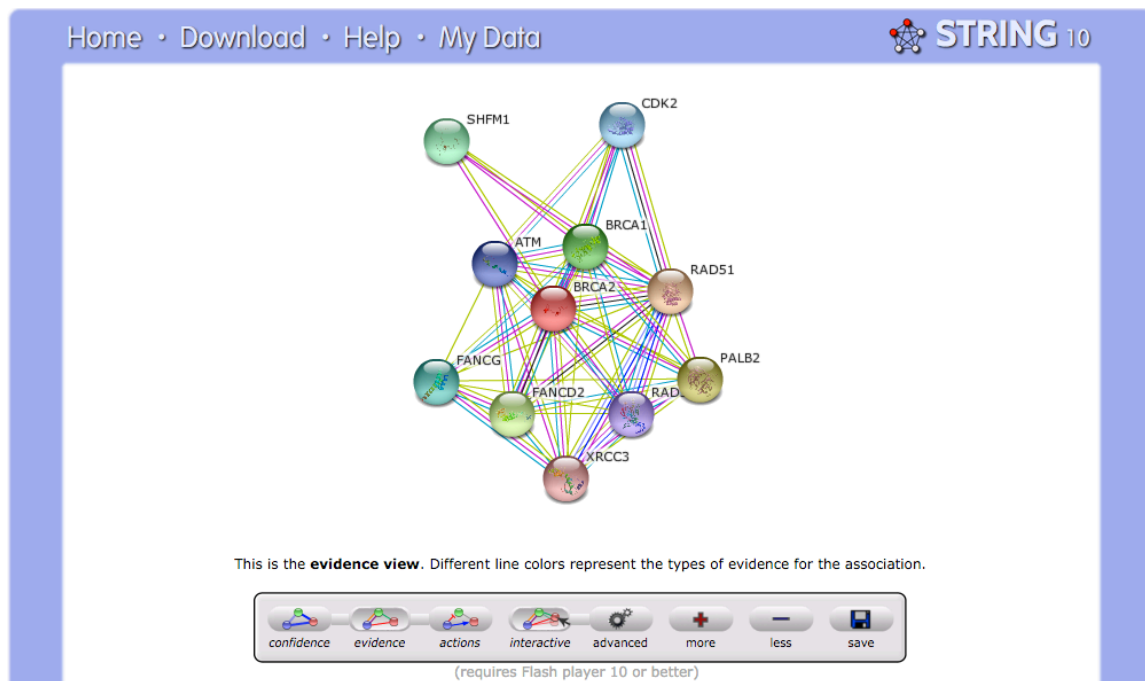 Home · Download · Help · My Data
STRING 10
CDK2
SHFM1
BRCA1
ATM
RAD51
BRCA2
PALB2
FANCG
FANCD2
XRCC3
This is the evidence view. Different line colors represent the types of evidence for the association.
confidence evidence actions interactive advanced more less save
(requires Flash player 10 or better)